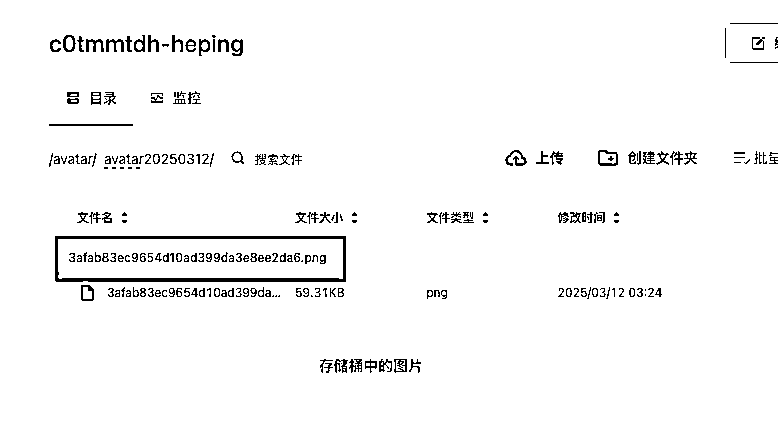 c0tmmtdh-heping
目录 监控
/avatar/ avatar20250312/ 搜索文件 上传 创建文件夹 批量
文件名 文件大小 文件类型 修改时间
3afab83ec9654d10ad399da3e8ee2da6.png
3afab83ec9654d10ad399da... 59.31KB png 2025/03/12 03:24
存储桶中的图片